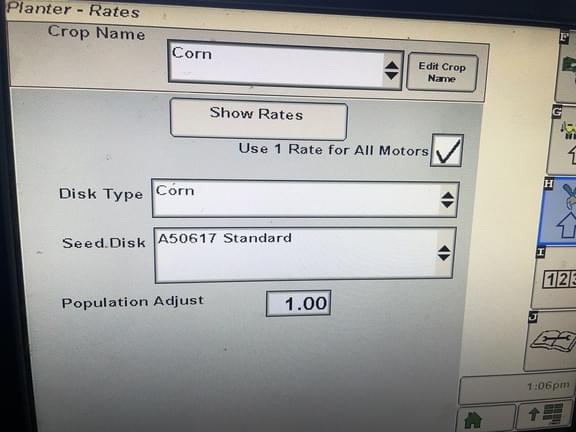 Planter - Rates
Crop Name
Corn
Edit Crop
Name
Show Rates
Use 1 Rate for All Motors
Disk Type
Corn
Seed.Disk
A50617 Standard
Population Adjust
1.00
F
G
H
I
123
J
1:06pm